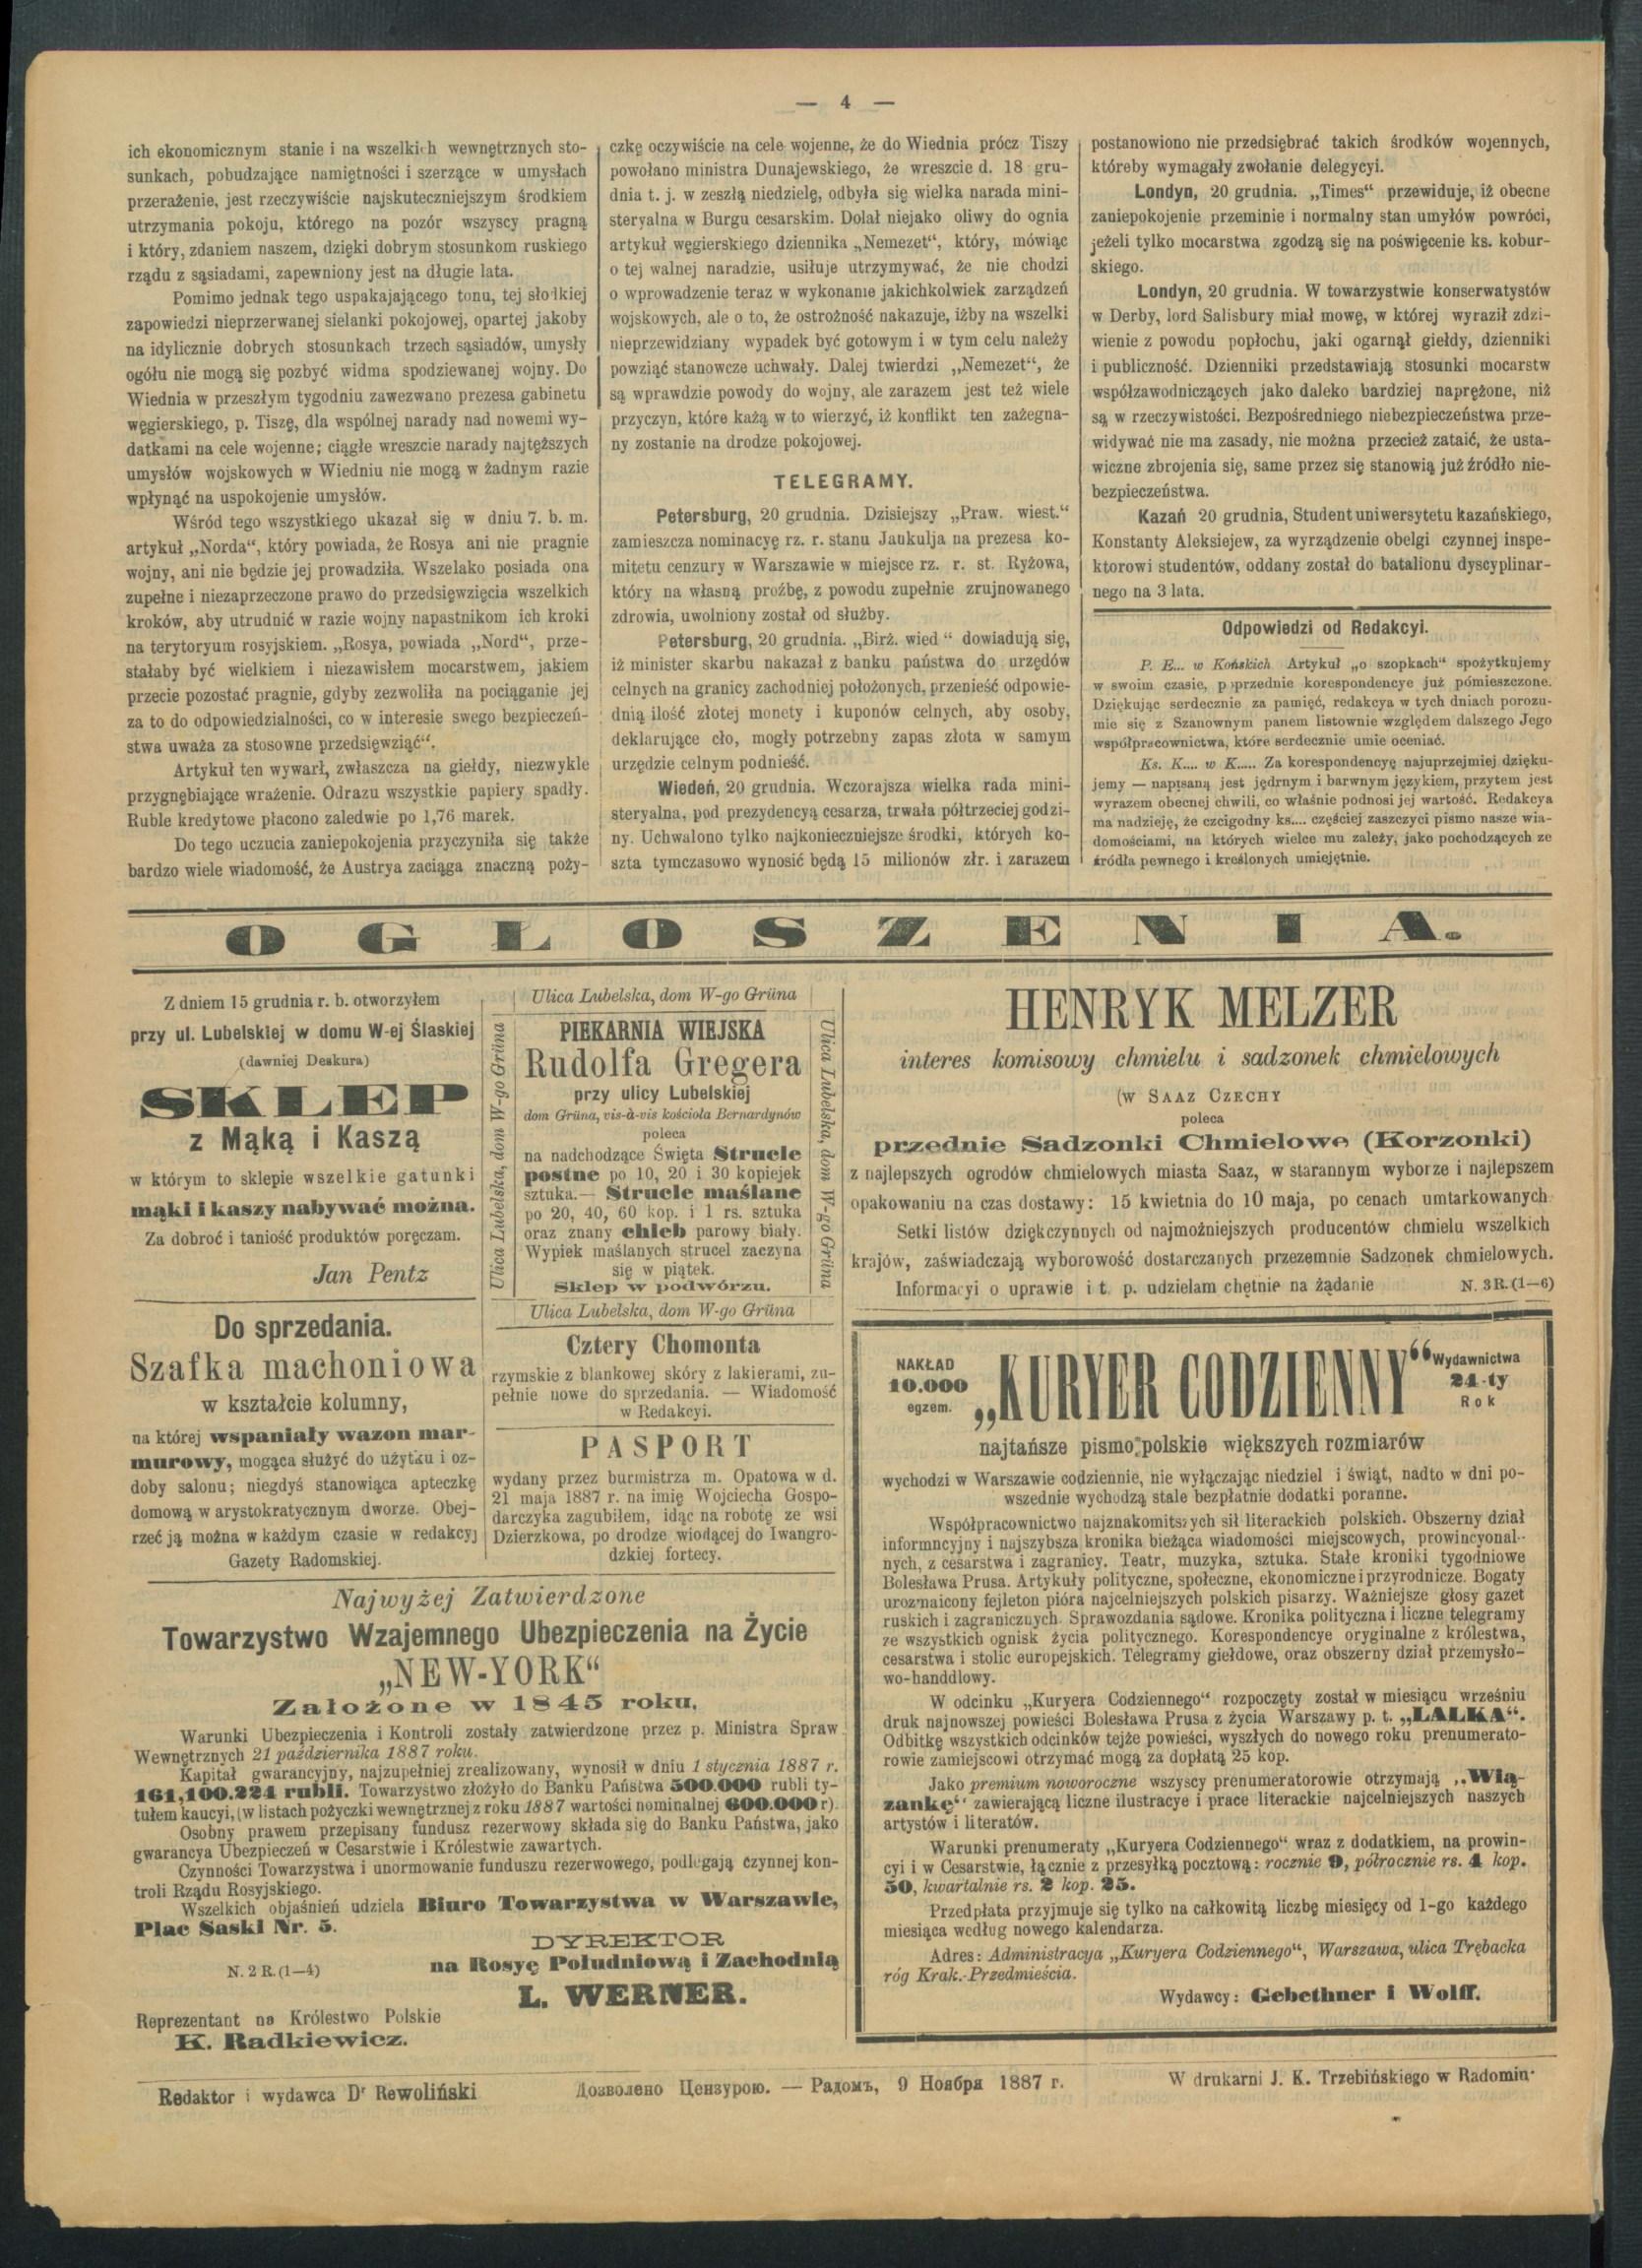 — 4 —
ich ekonomicznym stanie i na wszelkich wewnętrznych sto-
sunkach, pobudzające namiętności i szerzące w umysłach
przerażenie, jest rzeczywiście najskuteczniejszym środkiem
utrzymania pokoju, którego na pozór wszyscy pragną
i który, zdaniem naszem, dzięki dobrym stosunkom ruskiego
rządu z sąsiadami, zapewniony jest na długie lata.
Pomimo jednak tego uspakajającego tonu, tej słodkiej
zapowiedzi nieprzerwanej sielanki pokojowej, opartej jakoby
na idylicznie dobrych stosunkach trzech sąsiadów, umysły
ogółu nie mogą się pozbyć widma spodziewanej wojny. Do
Wiednia w przeszłym tygodniu zawezwano prezesa gabinetu
węgierskiego, p. Tiszę, dla wspólnej narady nad nowemi wy-
datkami na cele wojenne; ciągłe wreszcie narady najtęższych
umysłów wojskowych w Wiedniu nie mogą w żadnym razie
wpłynąć na uspokojenie umysłów.
Wśród tego wszystkiego ukazał się w dniu 7. b. m.
artykuł „Norda“, który powiada, że Rosya ani nie pragnie
wojny, ani nie będzie jej prowadziła. Wszelako posiada ona
zupełne i niezaprzeczone prawo do przedsięwzięcia wszelkich
kroków, aby utrudnić w razie wojny napastnikom ich kroki
na terytoryum rosyjskiem. „Rosya, powiada „Nord“, prze-
stałaby być wielkiem i niezawisłem mocarstwem, jakiem
przecie pozostać pragnie, gdyby zezwoliła na pociąganie jej
za to do odpowiedzialności, co w interesie swego bezpieczeń-
stwa uważa za stosowne przedsięwziąć“.
Artykuł ten wywarł, zwłaszcza na giełdy, niezwykle
przygnębiające wrażenie. Odrazu wszystkie papiery spadły.
Ruble kredytowe płacono zaledwie po 1,76 marek.
Do tego uczucia zaniepokojenia przyczyniła się także
bardzo wiele wiadomość, że Austrya zaciąga znaczną poży-
czkę oczywiście na cele wojenne, że do Wiednia prócz Tiszy
powołano ministra Dunajewskiego, że wreszcie d. 18 gru-
dnia t. j. w zeszłą niedzielę, odbyła się wielka narada mini-
steryalna w Burgu cesarskim. Dolał niejako oliwy do ognia
artykuł węgierskiego dziennika „Nemezet“, który, mówiąc
o tej walnej naradzie, usiłuje utrzymywać, że nie chodzi
o wprowadzenie teraz w wykonanie jakichkolwiek zarządzeń
wojskowych, ale o to, że ostrożność nakazuje, iżby na wszelki
nieprzewidziany wypadek być gotowym i w tym celu należy
powziąć stanowcze uchwały. Dalej twierdzi „Nemezet“, że
są wprawdzie powody do wojny, ale zarazem jest też wiele
przyczyn, które każą w to wierzyć, iż konflikt ten zażegna-
ny zostanie na drodze pokojowej.
TELEGRAMY.
Petersburg, 20 grudnia. Dzisiejszy „Praw. wiest.“
zamieszcza nominacyę rz. r. stanu Jankulja na prezesa ko-
mitetu cenzury w Warszawie w miejsce rz. r. st. Ryżowa,
który na własną proźbę, z powodu zupełnie zrujnowanego
zdrowia, uwolniony został od służby.
Petersburg, 20 grudnia. „Birż. wied “ dowiadują się,
iż minister skarbu nakazał z banku państwa do urzędów
celnych na granicy zachodniej położonych, przenieść odpowie-
dnią ilość złotej monety i kuponów celnych, aby osoby,
deklarujące cło, mogły potrzebny zapas złota w samym
urzędzie celnym podnieść.
Wiedeń, 20 grudnia. Wczorajsza wielka rada mini-
steryalna, pod prezydencyą cesarza, trwała półtrzeciej godzi-
ny. Uchwalono tylko najkonieczniejsze środki, których ko-
szta tymczasowo wynosić będą 15 milionów złr. i zarazem
postanowiono nie przedsiębrać takich środków wojennych,
któreby wymagały zwołanie delegycyi.
Londyn, 20 grudnia. „Times“ przewiduje, iż obecne
zaniepokojenie przeminie i normalny stan umysłów powróci,
jeżeli tylko mocarstwa zgodzą się na poświęcenie ks. kobur-
skiego.
Londyn, 20 grudnia. W towarzystwie konserwatystów
w Derby, lord Salisbury miał mowę, w której wyraził zdzi-
wienie z powodu popłochu, jaki ogarnął giełdy, dzienniki
i publiczność. Dzienniki przedstawiają stosunki mocarstw
współzawodniczących jako daleko bardziej naprężone, niż
są w rzeczywistości. Bezpośredniego niebezpieczeństwa prze-
widywać nie ma zasady, nie można przecież zataić, że usta-
wiczne zbrojenia się, same przez się stanowią już źródło nie-
bezpieczeństwa.
Kazań 20 grudnia, Student uniwersytetu kazańskiego,
Konstanty Aleksiejew, za wyrządzenie obelgi czynnej inspe-
ktorowi studentów, oddany został do batalionu dyscyplinar-
nego na 3 lata.
Odpowiedzi od Redakcyi.
P. E... w Końskich. Artykuł „o szopkach“ spożytkujemy
w swoim czasie, poprzednie korespondencye już pómieszczone.
Dziękując serdecznie za pamięć, redakcya w tych dniach porozu-
mie się z Szanownym panem listownie względem dalszego Jego
współpracownictwa, które serdecznie umie oceniać.
Ks. K.... w K..... Za korespondencyę najuprzejmiej dzięku-
jemy — napisaną jest jędrnym i barwnym językiem, przytem jest
wyrazem obecnej chwili, co właśnie podnosi jej wartość. Redakcya
ma nadzieję, że czcigodny ks.... częściej zaszczyci pismo nasze wia-
domościami, na których wielce mu zależy, jako pochodzących ze
źródła pewnego i kreślonych umiejętnie.
OGŁOSZENIA.
Z dniem 15 grudnia r. b. otworzyłem
przy ul. Lubelskiej w domu W-ej Ślaskiej
(dawniej Deskura)
SKLEP
z Mąką i Kaszą
w którym to sklepie wszelkie gatunki
mąki i kaszy nabywać można.
Za dobroć i taniość produktów poręczam.
Jan Pentz
Do sprzedania.
Szafka machoniowa
w kształcie kolumny,
na której wspaniały wazon mar-
murowy, mogąca służyć do użytku i oz-
doby salonu; niegdyś stanowiąca apteczkę
domową w arystokratycznym dworze. Obej-
rzeć ją można w każdym czasie w redakcyj
Gazety Radomskiej.
Ulica Lubelska, dom W-go Grüna
Ulica Lubelska, dom W-go Grüna
PIEKARNIA WIEJSKA
Rudolfa Gregera
przy ulicy Lubelskiej
dom Grüna, vis-à-vis kościoła Bernardynów
poleca
na nadchodzące Święta Strucle
postne po 10, 20 i 30 kopiejek
sztuka.— Strucle maślane
po 20, 40, 60 kop. i 1 rs. sztuka
oraz znany chleb parowy biały.
Wypiek maślanych strucel zaczyna
się w piątek.
Sklep w podwórzu.
Ulica Lubelska, dom W-go Grüna
Ulica Lubelska, dom W-go Grüna
Cztery Chomonta
rzymskie z blankowej skóry z lakierami, zu-
pełnie nowe do sprzedania. — Wiadomość
w Redakcyi.
PASPORT
wydany przez burmistrza m. Opatowa w d.
21 maja 1887 r. na imię Wojciecha Gospo-
darczyka zagubiłem, idąc na robotę ze wsi
Dzierzkowa, po drodze wiodącej do Iwangro-
dzkiej fortecy.
Najwyżej Zatwierdzone
Towarzystwo Wzajemnego Ubezpieczenia na Życie
„NEW-YORK“
Założone w 1845 roku,
Warunki Ubezpieczenia i Kontroli zostały zatwierdzone przez p. Ministra Spraw
Wewnętrznych 21 października 1887 roku.
Kapitał gwarancyjny, najzupełniej zrealizowany, wynosił w dniu 1 stycznia 1887 r.
161,100.224 rubli. Towarzystwo złożyło do Banku Państwa 500.000 rubli ty-
tułem kaucyi, (w listach pożyczki wewnętrznej z roku 1887 wartości nominalnej 600.000 r).
Osobny prawem przepisany fundusz rezerwowy składa się do Banku Państwa, jako
gwarancya Ubezpieczeń w Cesarstwie i Królestwie zawartych.
Czynności Towarzystwa i unormowanie funduszu rezerwowego, podlegają czynnej kon-
troli Rządu Rosyjskiego.
Wszelkich objaśnień udziela Biuro Towarzystwa w Warszawie,
Plac Saski Nr. 5.
DYREKTOR
na Rosyę Południową i Zachodnią
L. WERNER.
N. 2 R. (1—4)
Reprezentant na Królestwo Polskie
K. Radkiewicz.
HENRYK MELZER
interes komisowy chmielu i sadzonek chmielowych
(W SAAZ CZECHY
poleca
przednie Sadzonki Chmielowe (Korzonki)
z najlepszych ogrodów chmielowych miasta Saaz, w starannym wyborze i najlepszem
opakowaniu na czas dostawy: 15 kwietnia do 10 maja, po cenach umtarkowanych.
Setki listów dziękczynnych od najmożniejszych producentów chmielu wszelkich
krajów, zaświadczają wyborowość dostarczanych przezemnie Sadzonek chmielowych.
Informacyi o uprawie i t. p. udzielam chętnie na żądanie N. 3 R. (1—6)
NAKŁAD
10.000
egzem.
„KURYER CODZIENNY“
Wydawnictwa
24-ty
Rok
najtańsze pismo polskie większych rozmiarów
wychodzi w Warszawie codziennie, nie wyłączając niedziel i świąt, nadto w dni po-
wszednie wychodzą stale bezpłatnie dodatki poranne.
Współpracownictwo najznakomitszych sił literackich polskich. Obszerny dział
informncyjny i najszybsza kronika bieżąca wiadomości miejscowych, prowincyonal-
nych, z cesarstwa i zagranicy. Teatr, muzyka, sztuka. Stałe kroniki tygodniowe
Bolesława Prusa. Artykuły polityczne, społeczne, ekonomiczne i przyrodnicze. Bogaty
urozmaicony fejleton pióra najcelniejszych polskich pisarzy. Ważniejsze głosy gazet
ruskich i zagranicznych. Sprawozdania sądowe. Kronika polityczna i liczne telegramy
ze wszystkich ognisk życia politycznego. Korespondencye oryginalne z królestwa,
cesarstwa i stolic europejskich. Telegramy giełdowe, oraz obszerny dział przemysło-
wo-handdlowy.
W odcinku „Kuryera Codziennego“ rozpoczęty został w miesiącu wrześniu
druk najnowszej powieści Bolesława Prusa z życia Warszawy p. t. „LALKA“.
Odbitkę wszystkich odcinków tejże powieści, wyszłych do nowego roku prenumerato-
rowie zamiejscowi otrzymać mogą za dopłatą 25 kop.
Jako premium noworoczne wszyscy prenumeratorowie otrzymają „Wią-
zankę“ zawierającą liczne ilustracye i prace literackie najcelniejszych naszych
artystów i literatów.
Warunki prenumeraty „Kuryera Codziennego“ wraz z dodatkiem, na prowin-
cyi i w Cesarstwie, łącznie z przesyłką pocztową: rocznie 9, półrocznie rs. 4 kop.
50, kwartalnie rs. 2 kop. 25.
Przedpłata przyjmuje się tylko na całkowitą liczbę miesięcy od 1-go każdego
miesiąca według nowego kalendarza.
Adres: Administracya „Kuryera Codziennego“, Warszawa, ulica Trębacka
róg Krak.-Przedmieścia.
Wydawcy: Gebethner i Wolff.
Redaktor i wydawca Dr Rewoliński
Дозволено Цензурою. — Радомъ, 9 Ноября 1887 г.
W drukarni J. K. Trzebińskiego w Radomiu.